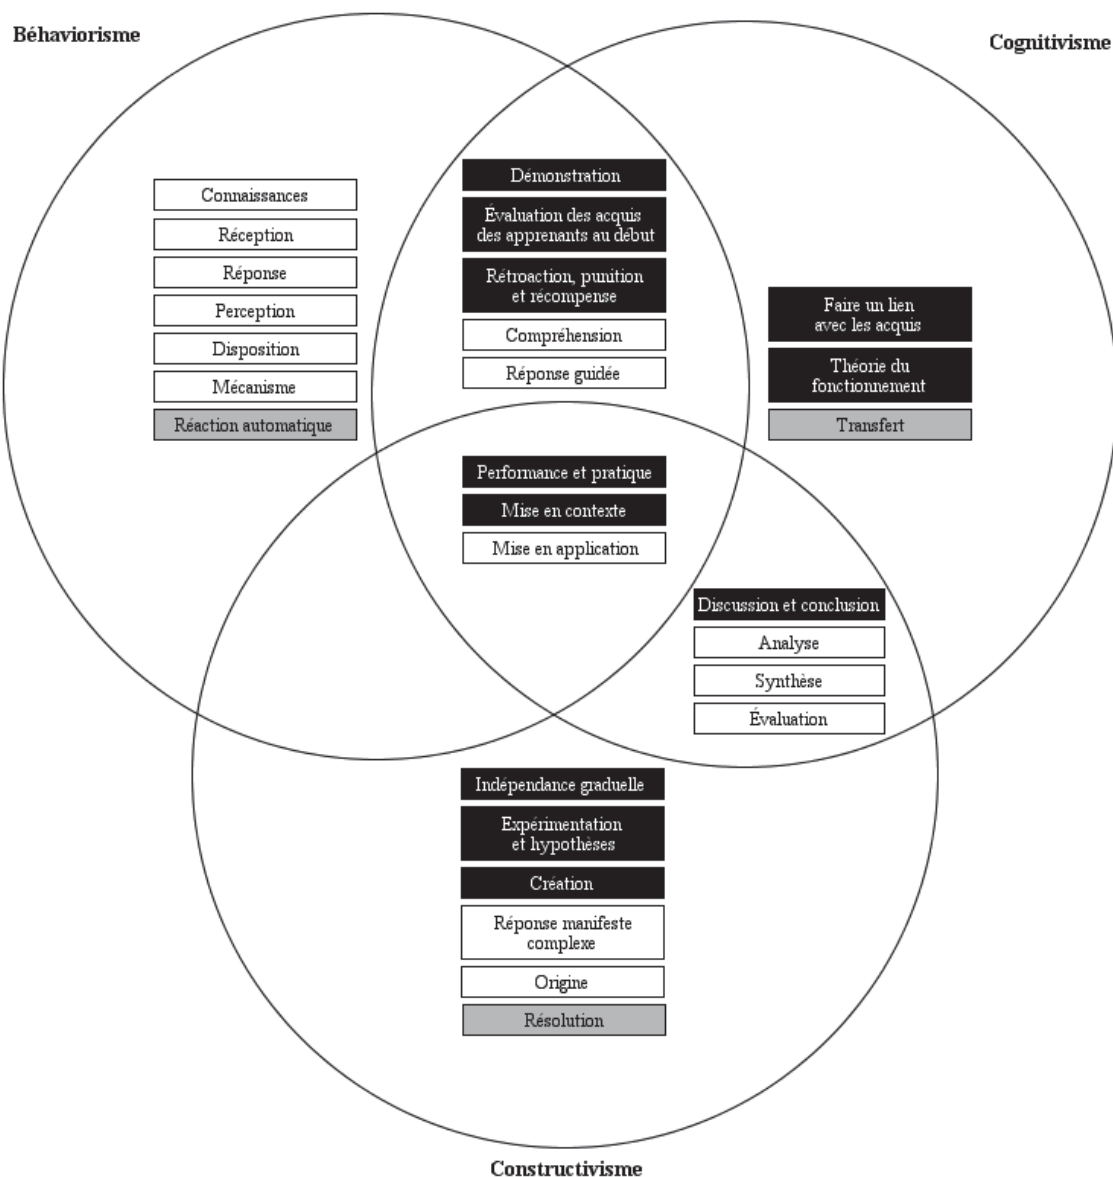 Béhaviorisme
Cognitivisme
Connaissances
Réception
Réponse
Perception
Disposition
Mécanisme
Réaction automatique
Démonstration
Évaluation des acquis
des apprenants au début
Rétroaction, punition
et récompense
Compréhension
Réponse guidée
Faire un lien
avec les acquis
Théorie du
fonctionnement
Transfert
Performance et pratique
Mise en contexte
Mise en application
Discussion et conclusion
Analyse
Synthèse
Évaluation
Indépendance graduelle
Expérimentation
et hypothèses
Création
Réponse manifeste
complexe
Origine
Résolution
Constructivisme